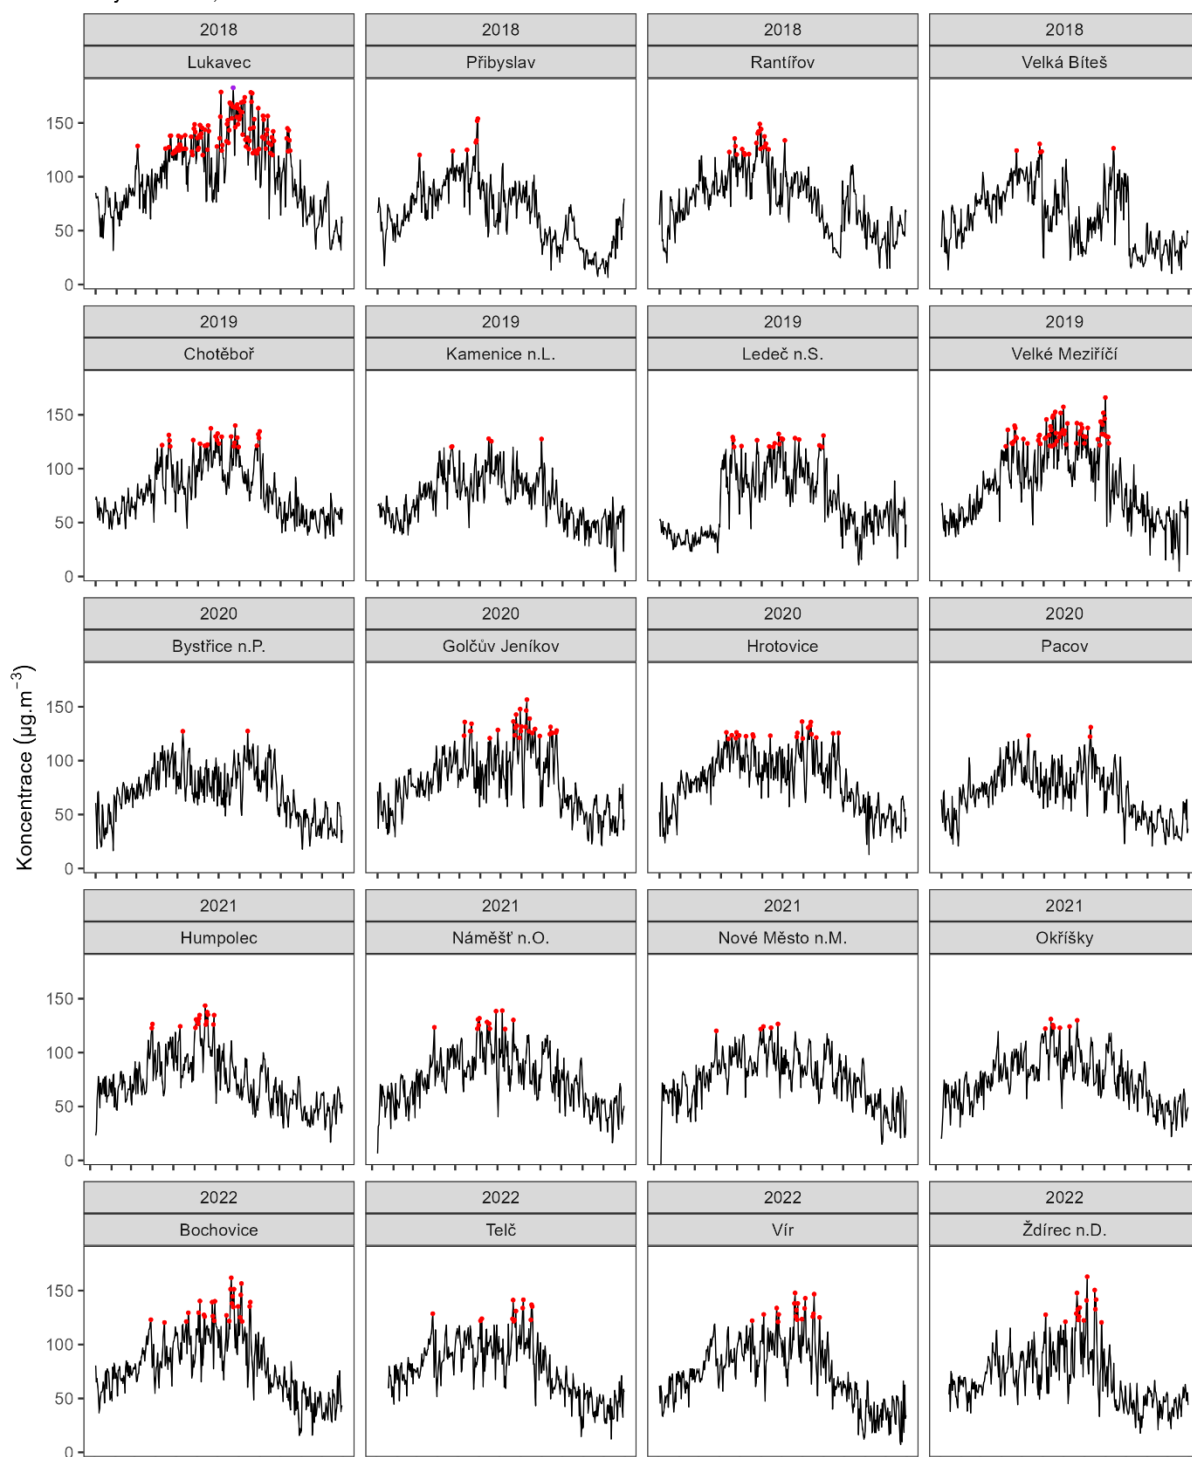 2018 2018 2018 2018
Lukavec Přibyslav Rantířov Velká Bíteš
150
100
50
0
2019 2019 2019 2019
Chotěboř Kamenice n.L. Ledeč n.S. Velké Meziříčí
150
100
50
0
2020 2020 2020 2020
Bystřice n.P. Golčův Jeníkov Hrotovice Pacov
150
100
50
0
Koncentrace (µg.m⁻³)
2021 2021 2021 2021
Humpolec Náměšť n.O. Nové Město n.M. Okříšky
150
100
50
0
2022 2022 2022 2022
Bochovice Telč Vír Ždírec n.D.
150
100
50
0